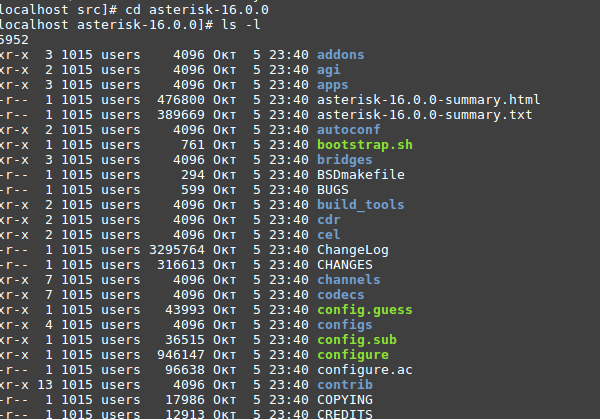 localhost src]# cd asterisk-16.0.0
localhost asterisk-16.0.0]# ls -l
5952
xr-x 3 1015 users 4096 Окт 5 23:40 addons
xr-x 2 1015 users 4096 Окт 5 23:40 agi
xr-x 3 1015 users 4096 Окт 5 23:40 apps
-r-- 1 1015 users 476800 Окт 5 23:40 asterisk-16.0.0-summary.html
-r-- 1 1015 users 389669 Окт 5 23:40 asterisk-16.0.0-summary.txt
xr-x 2 1015 users 4096 Окт 5 23:40 autoconf
xr-x 1 1015 users 761 Окт 5 23:40 bootstrap.sh
xr-x 3 1015 users 4096 Окт 5 23:40 bridges
-r-- 1 1015 users 294 Окт 5 23:40 BSDmakefile
-r-- 1 1015 users 599 Окт 5 23:40 BUGS
xr-x 2 1015 users 4096 Окт 5 23:40 build_tools
xr-x 2 1015 users 4096 Окт 5 23:40 cdr
xr-x 2 1015 users 4096 Окт 5 23:40 cel
-r-- 1 1015 users 3295764 Окт 5 23:40 ChangeLog
-r-- 1 1015 users 316613 Окт 5 23:40 CHANGES
xr-x 7 1015 users 4096 Окт 5 23:40 channels
xr-x 7 1015 users 4096 Окт 5 23:40 codecs
xr-x 1 1015 users 43993 Окт 5 23:40 config.guess
xr-x 4 1015 users 4096 Окт 5 23:40 configs
xr-x 1 1015 users 36515 Окт 5 23:40 config.sub
xr-x 1 1015 users 946147 Окт 5 23:40 configure
-r-- 1 1015 users 96638 Окт 5 23:40 configure.ac
xr-x 13 1015 users 4096 Окт 5 23:40 contrib
-r-- 1 1015 users 17986 Окт 5 23:40 COPYING
-r-- 1 1015 users 12913 Окт 5 23:40 CREDITS